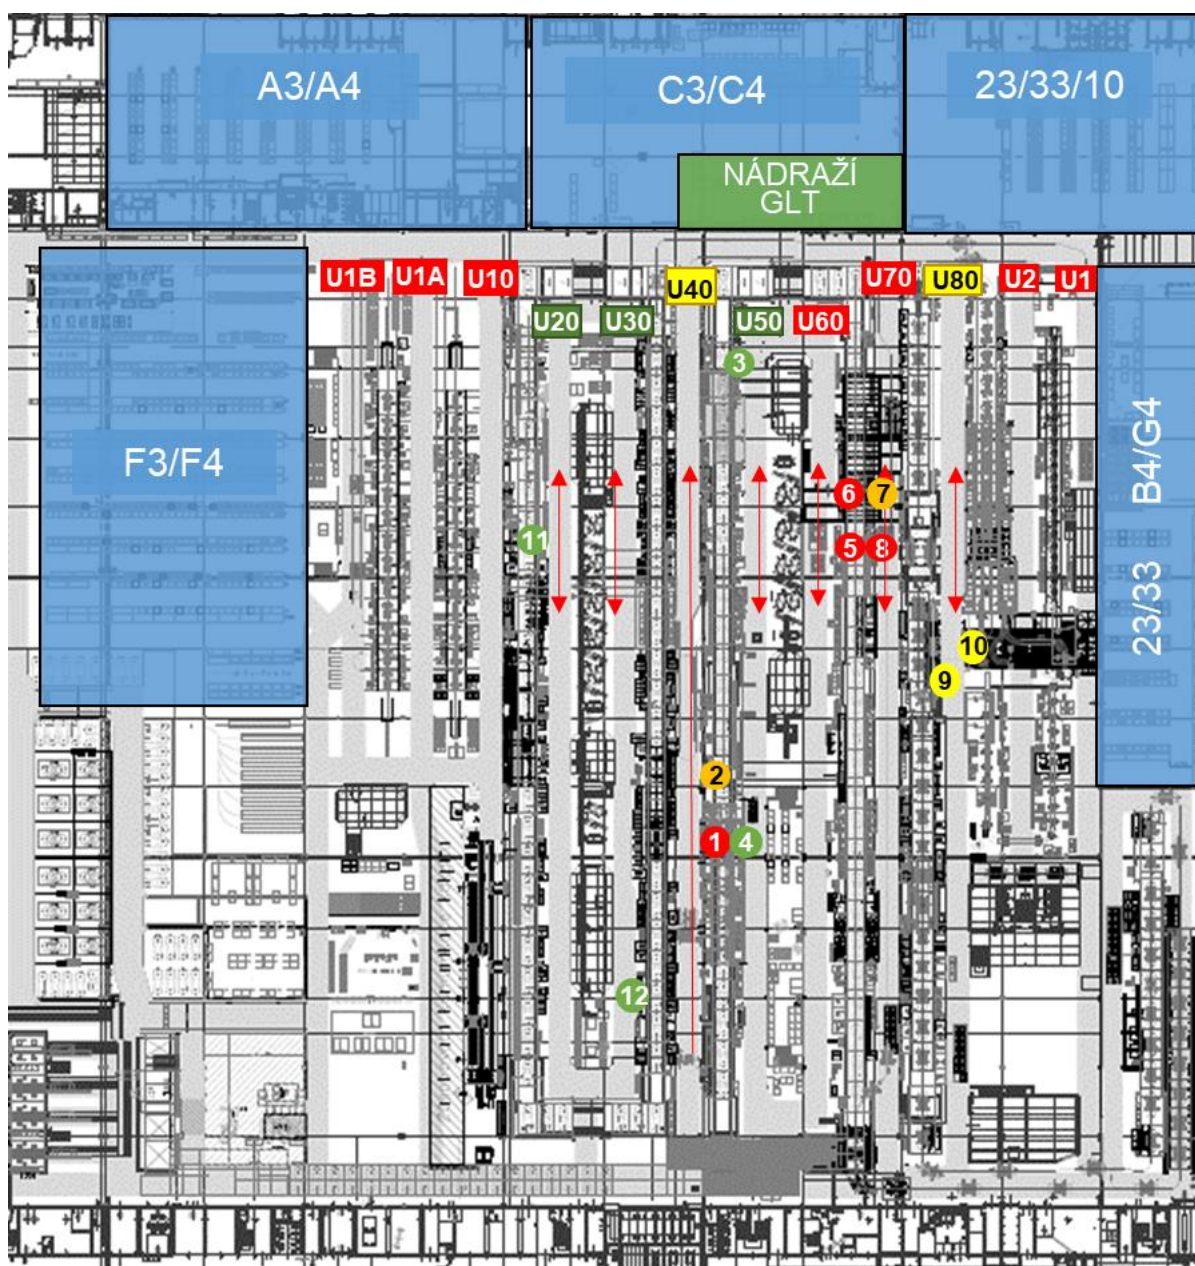 A3/A4
C3/C4
23/33/10
NÁDRAŽÍ
GLT
U1B
U1A
U10
U40
U70
U80
U2
U1
U20
U30
U50
U60
3
F3/F4
23/33 B4/G4
6
7
11
5
8
10
9
2
1
4
12